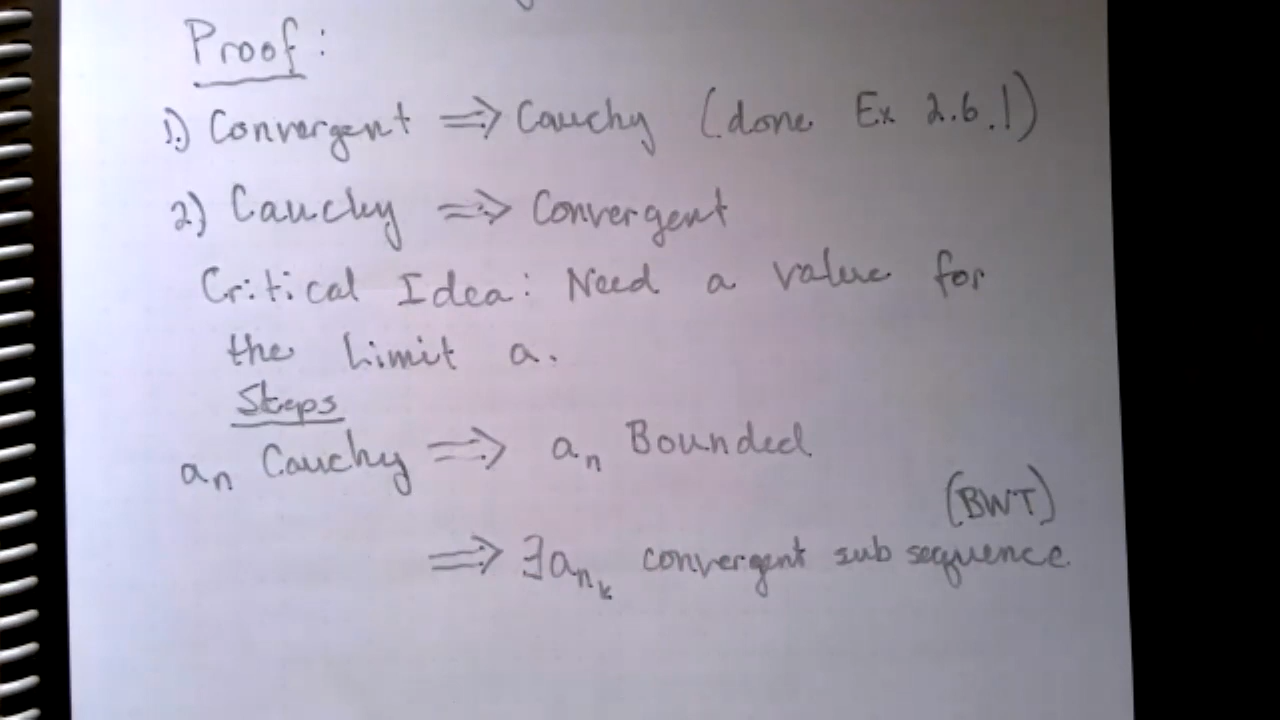 Proof:
1.) Convergent ⇒ Cauchy (done Ex 2.6.1)
2) Cauchy ⇒ Convergent
Critical Idea: Need a value for
the limit a.
Steps
aₙ Cauchy ⇒ aₙ Bounded
(BWT)
⇒ ∃aₙₖ convergent subsequence.